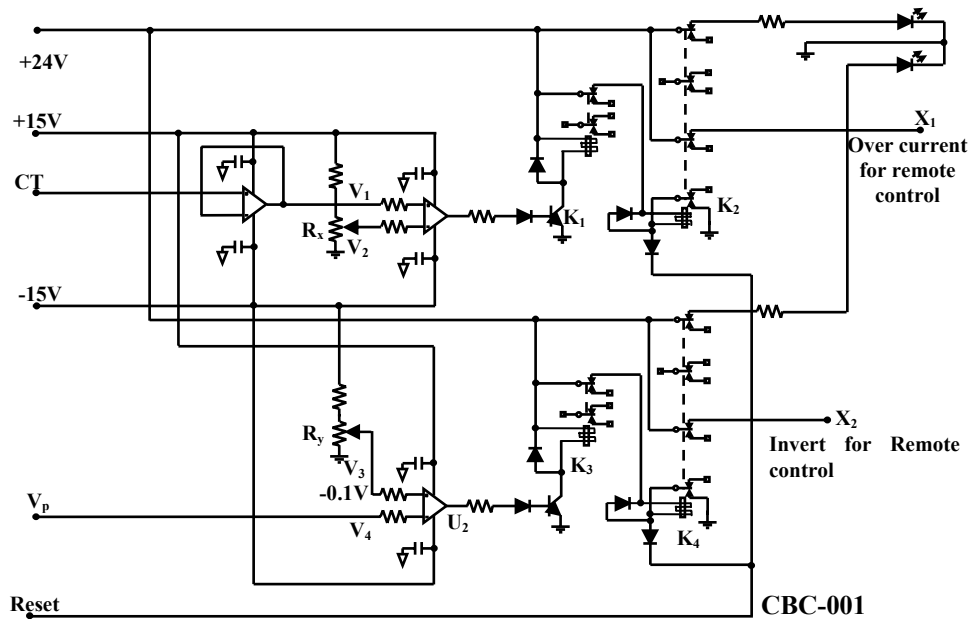 +24V
+15V
CT
V1
Rx
V2
K1
K2
X1
Over current
for remote
control
-15V
Ry
V3
-0.1V
Vp
V4
U2
K3
K4
X2
Invert for Remote
control
Reset
CBC-001